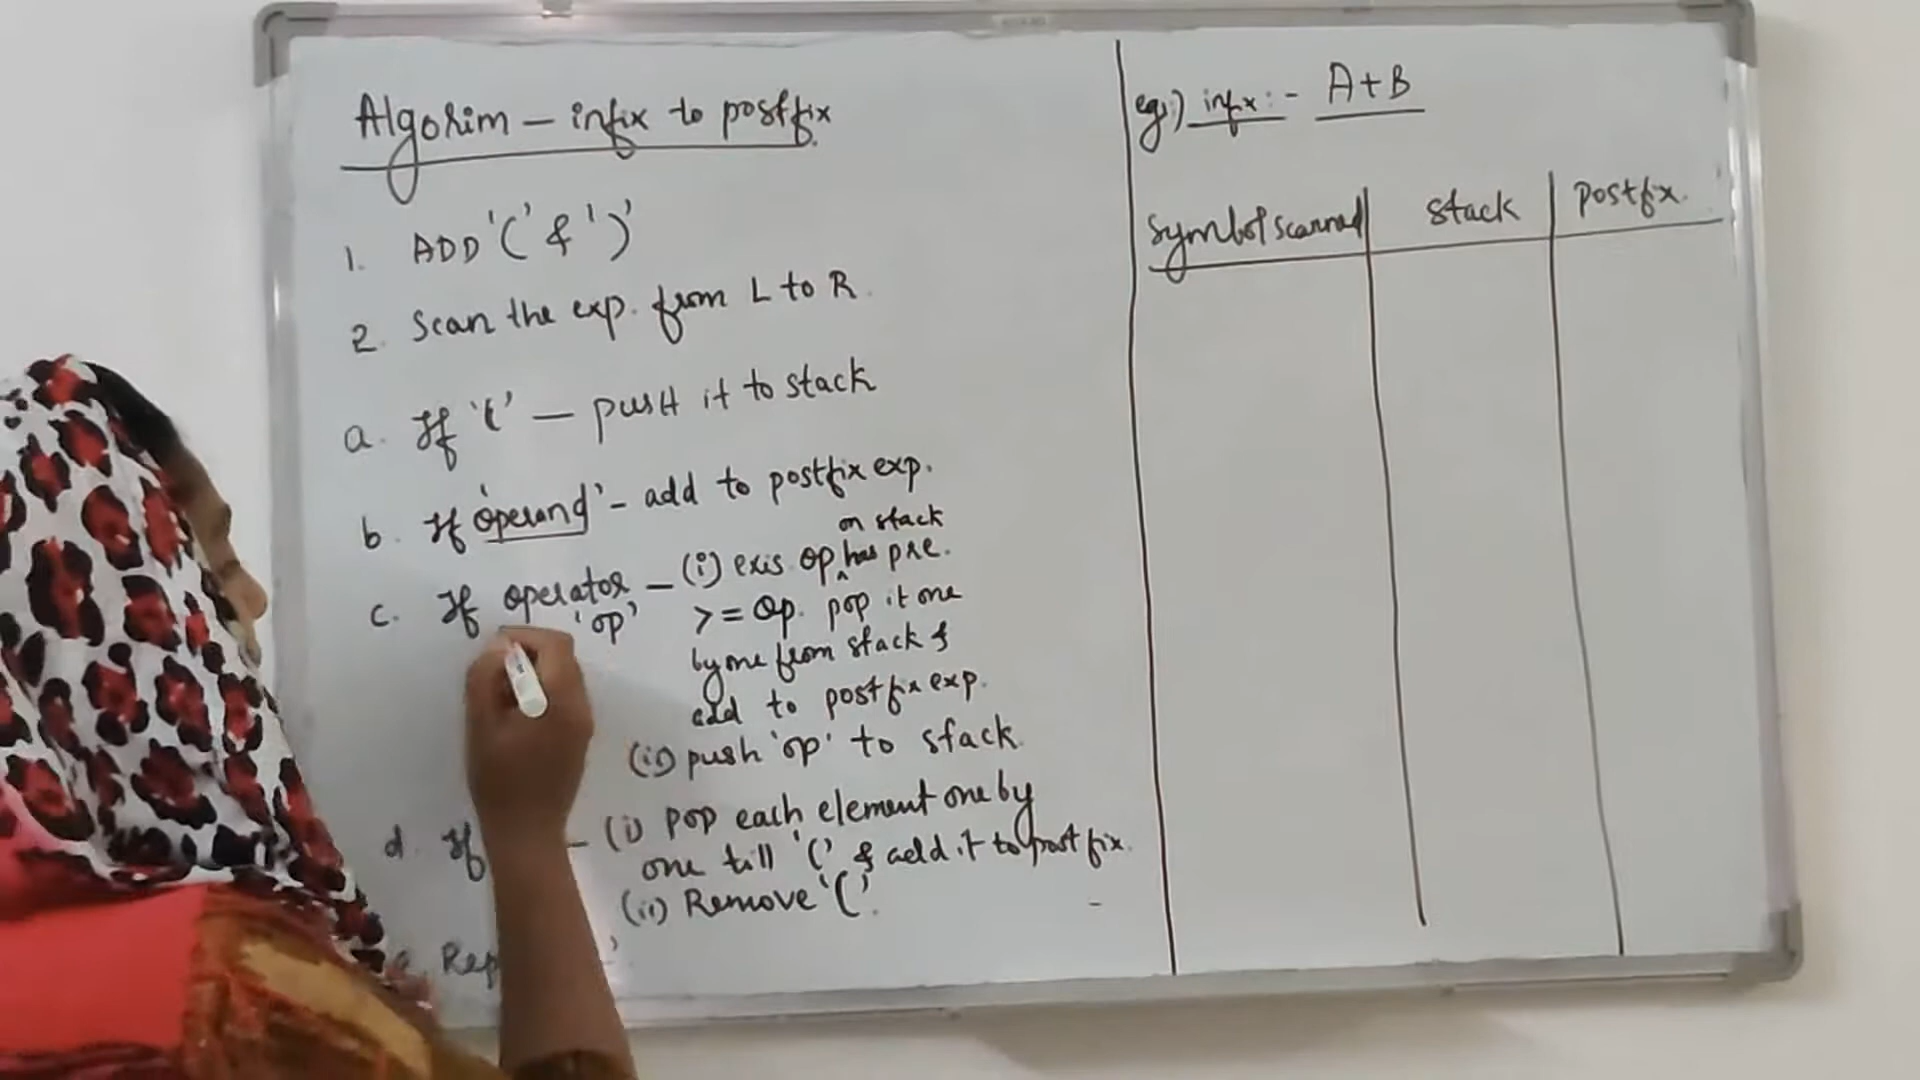 Algorim - infix to postfix
1. ADD '(' & ')'
2. Scan the exp. from L to R.
a. If '(' — push it to stack
b. If 'operand' - add to postfix exp.
on stack
c. If operator — (i) exis op ^ has pre.
'op' >= op. pop it one
by one from stack &
add to postfix exp.
(ii) push 'op' to stack.
d. If - (i) pop each element one by
one till '(' & add it to post fix.
(ii) Remove '('.
Rep
eg:) infx :- A+B
symbol scanned stack postfx.